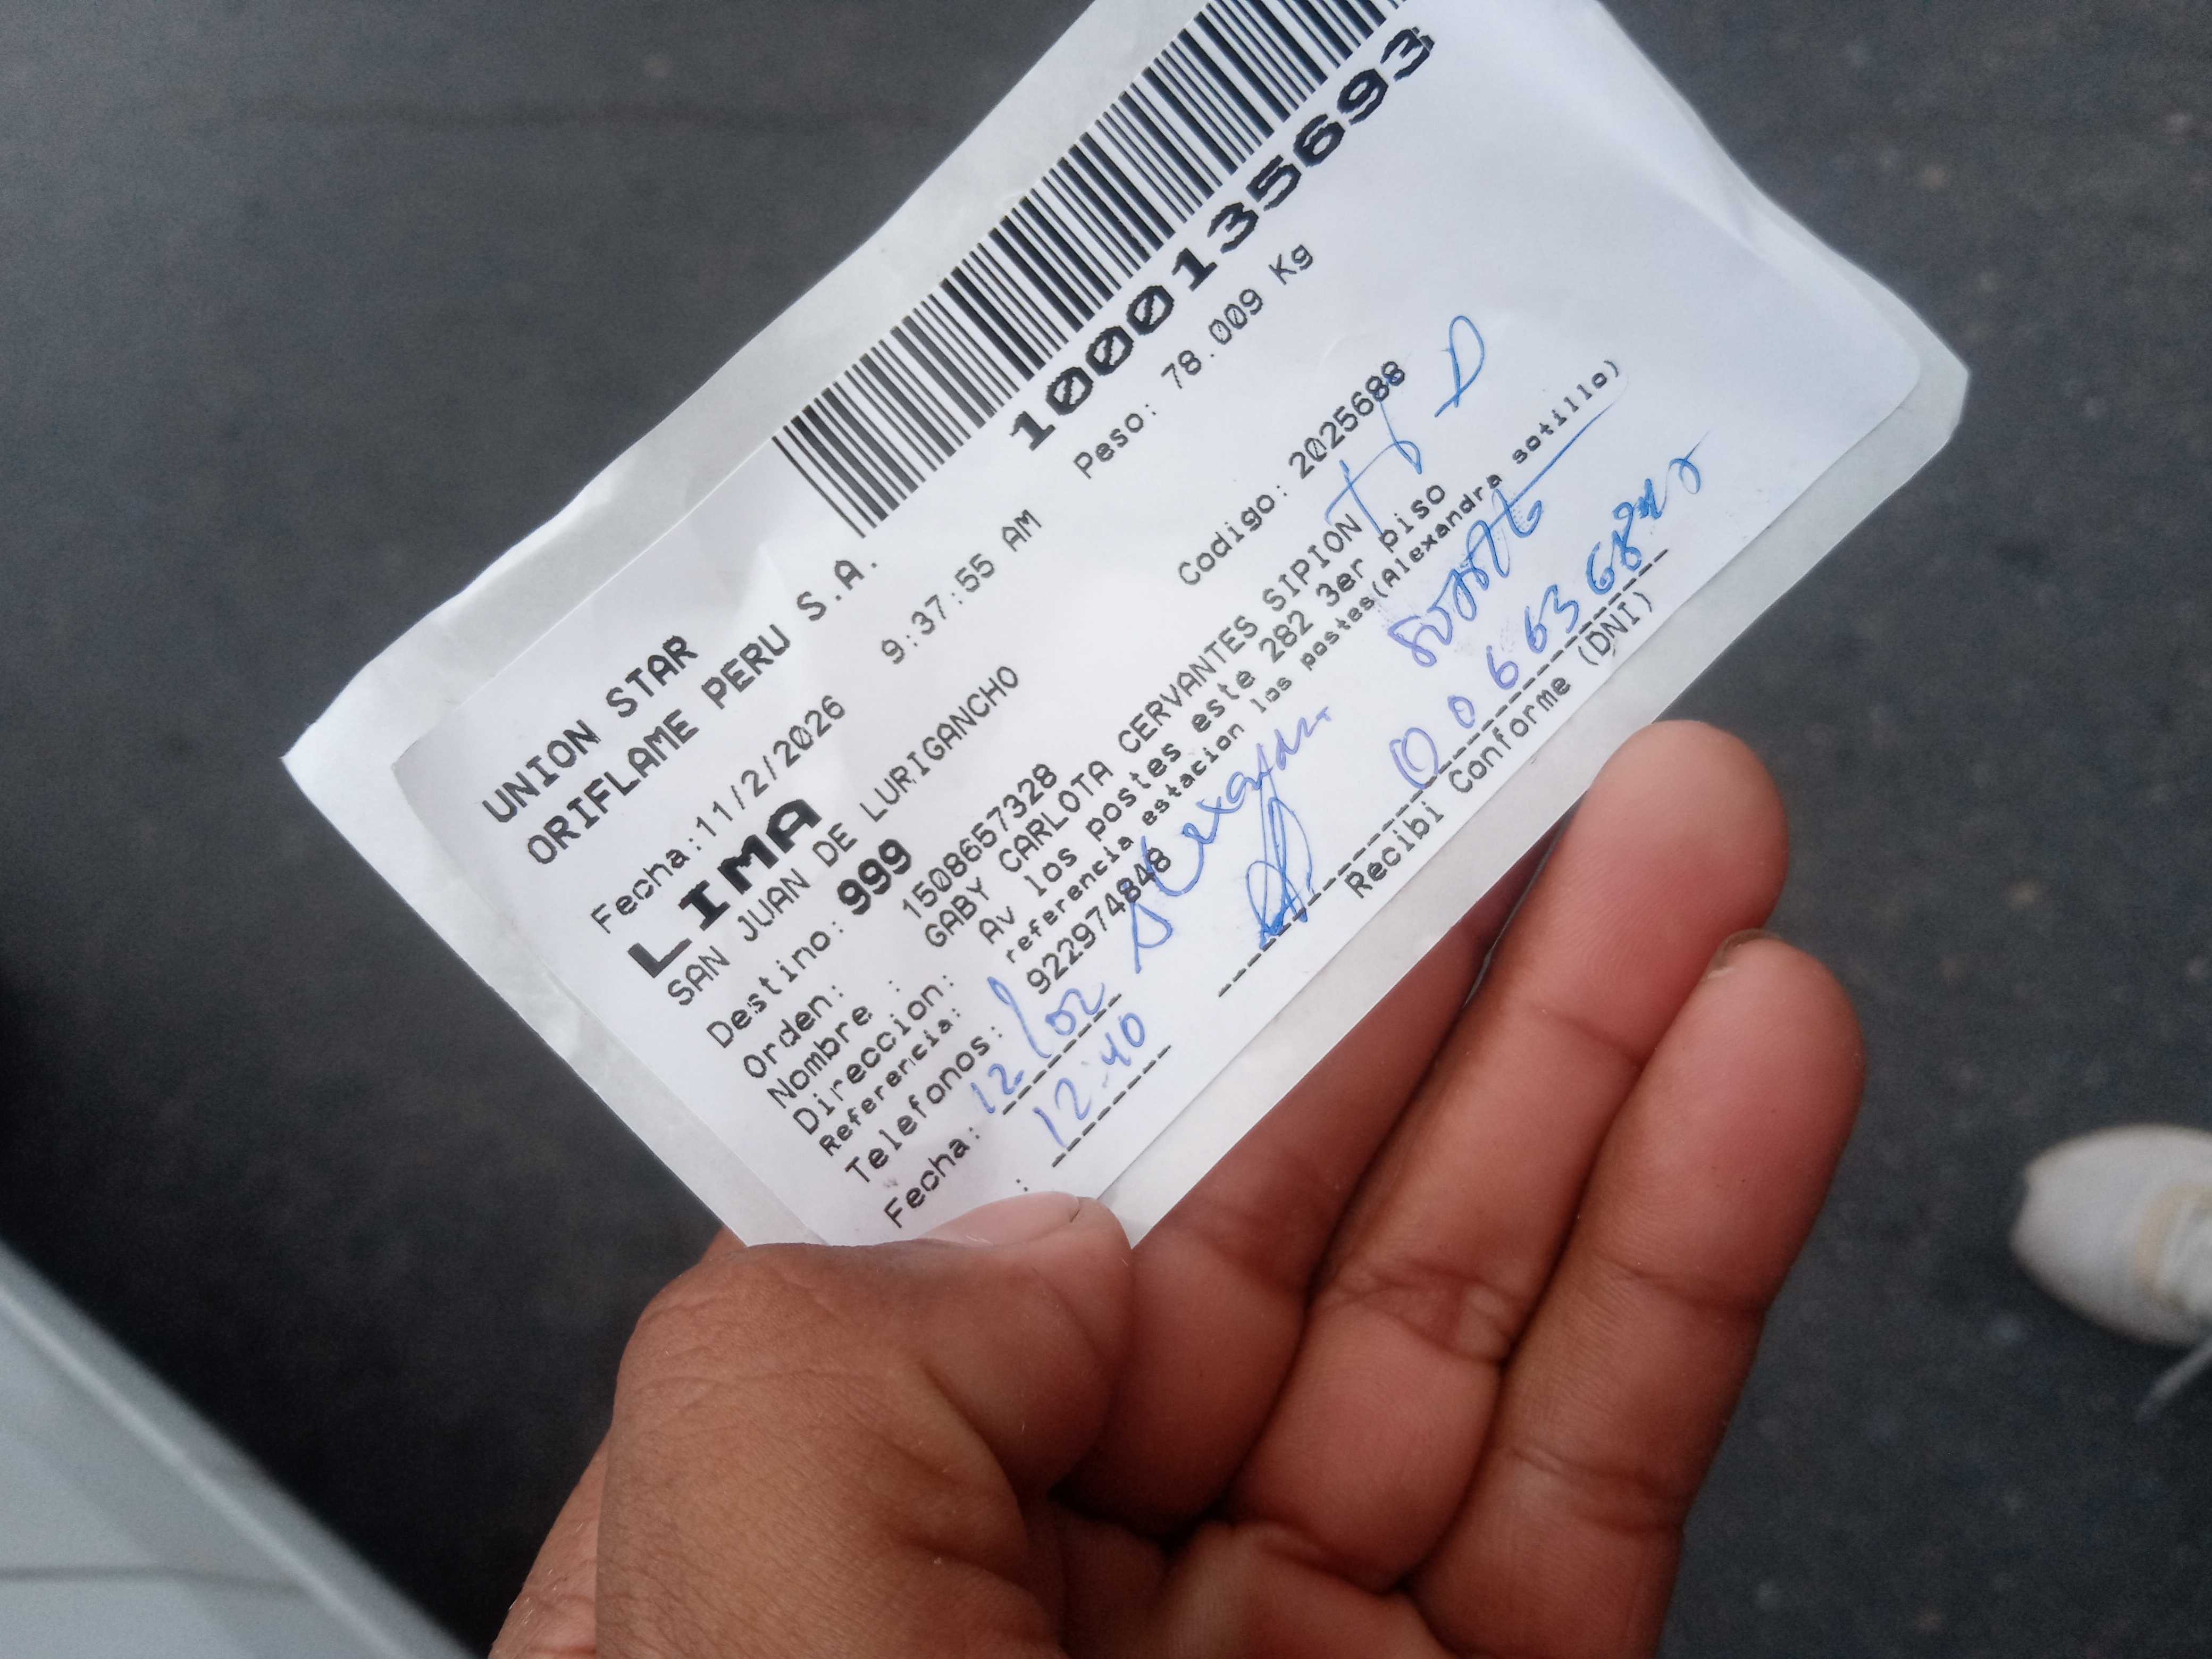 1000135693
UNION STAR
ORIFLAME PERU S.A.
Peso: 78.009 Kg
Fecha:11/2/2026 9:37:55 AM
LIMA
SAN JUAN DE LURIGANCHO
Destino: 999
Codigo: 2025688
Orden: 1508657328
Nombre : GABY CARLOTA CERVANTES SIPION
Direccion: Av los postes este 282 3er piso
Referencia: referencia estacion los postes(Alexandra sotillo)
Telefonos: 922974848
Fecha: 12/02
: 12:40
Recibi Conforme (DNI)